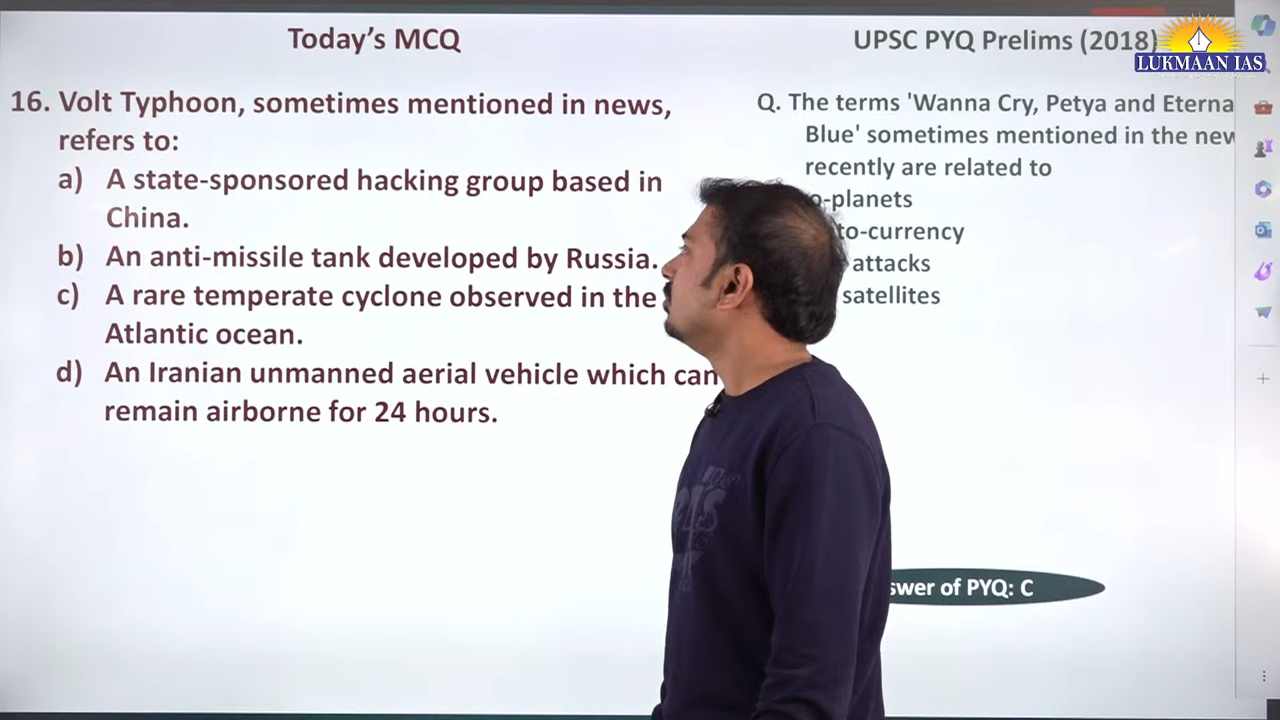 Today's MCQ
UPSC PYQ Prelims (2018)
LUKMAAN IAS
16. Volt Typhoon, sometimes mentioned in news,
refers to:
a) A state-sponsored hacking group based in
China.
b) An anti-missile tank developed by Russia.
c) A rare temperate cyclone observed in the
Atlantic ocean.
d) An Iranian unmanned aerial vehicle which can
remain airborne for 24 hours.
Q. The terms 'Wanna Cry, Petya and Eterna
Blue' sometimes mentioned in the new
recently are related to
o-planets
to-currency
attacks
satellites
swer of PYQ: C